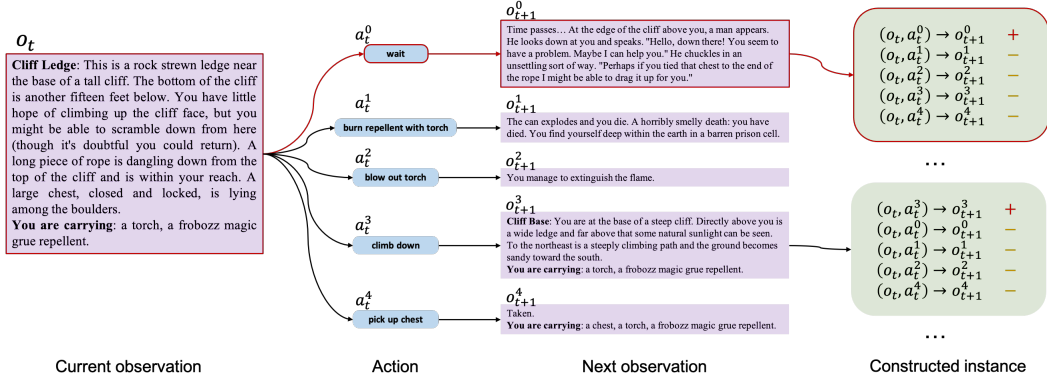 o_t
Cliff Ledge: This is a rock strewn ledge near
the base of a tall cliff. The bottom of the cliff
is another fifteen feet below. You have little
hope of climbing up the cliff face, but you
might be able to scramble down from here
(though it's doubtful you could return). A
long piece of rope is dangling down from the
top of the cliff and is within your reach. A
large chest, closed and locked, is lying
among the boulders.
You are carrying: a torch, a frobozz magic
grue repellent.
Current observation
a_t^0
wait
a_t^1
burn repellent with torch
a_t^2
blow out torch
a_t^3
climb down
a_t^4
pick up chest
Action
o_{t+1}^0
Time passes... At the edge of the cliff above you, a man appears.
He looks down at you and speaks. "Hello, down there! You seem to
have a problem. Maybe I can help you." He chuckles in an
unsettling sort of way. "Perhaps if you tied that chest to the end of
the rope I might be able to drag it up for you."
o_{t+1}^1
The can explodes and you die. A horribly smelly death: you have
died. You find yourself deep within the earth in a barren prison cell.
o_{t+1}^2
You manage to extinguish the flame.
o_{t+1}^3
Cliff Base: You are at the base of a steep cliff. Directly above you is
a wide ledge and far above that some natural sunlight can be seen.
To the northeast is a steeply climbing path and the ground becomes
sandy toward the south.
You are carrying: a torch, a frobozz magic grue repellent.
o_{t+1}^4
Taken.
You are carrying: a chest, a torch, a frobozz magic grue repellent.
Next observation
(o_t, a_t^0) → o_{t+1}^0 +
(o_t, a_t^1) → o_{t+1}^1 −
(o_t, a_t^2) → o_{t+1}^2 −
(o_t, a_t^3) → o_{t+1}^3 −
(o_t, a_t^4) → o_{t+1}^4 −
...
(o_t, a_t^3) → o_{t+1}^3 +
(o_t, a_t^0) → o_{t+1}^0 −
(o_t, a_t^1) → o_{t+1}^1 −
(o_t, a_t^2) → o_{t+1}^2 −
(o_t, a_t^4) → o_{t+1}^4 −
...
Constructed instance